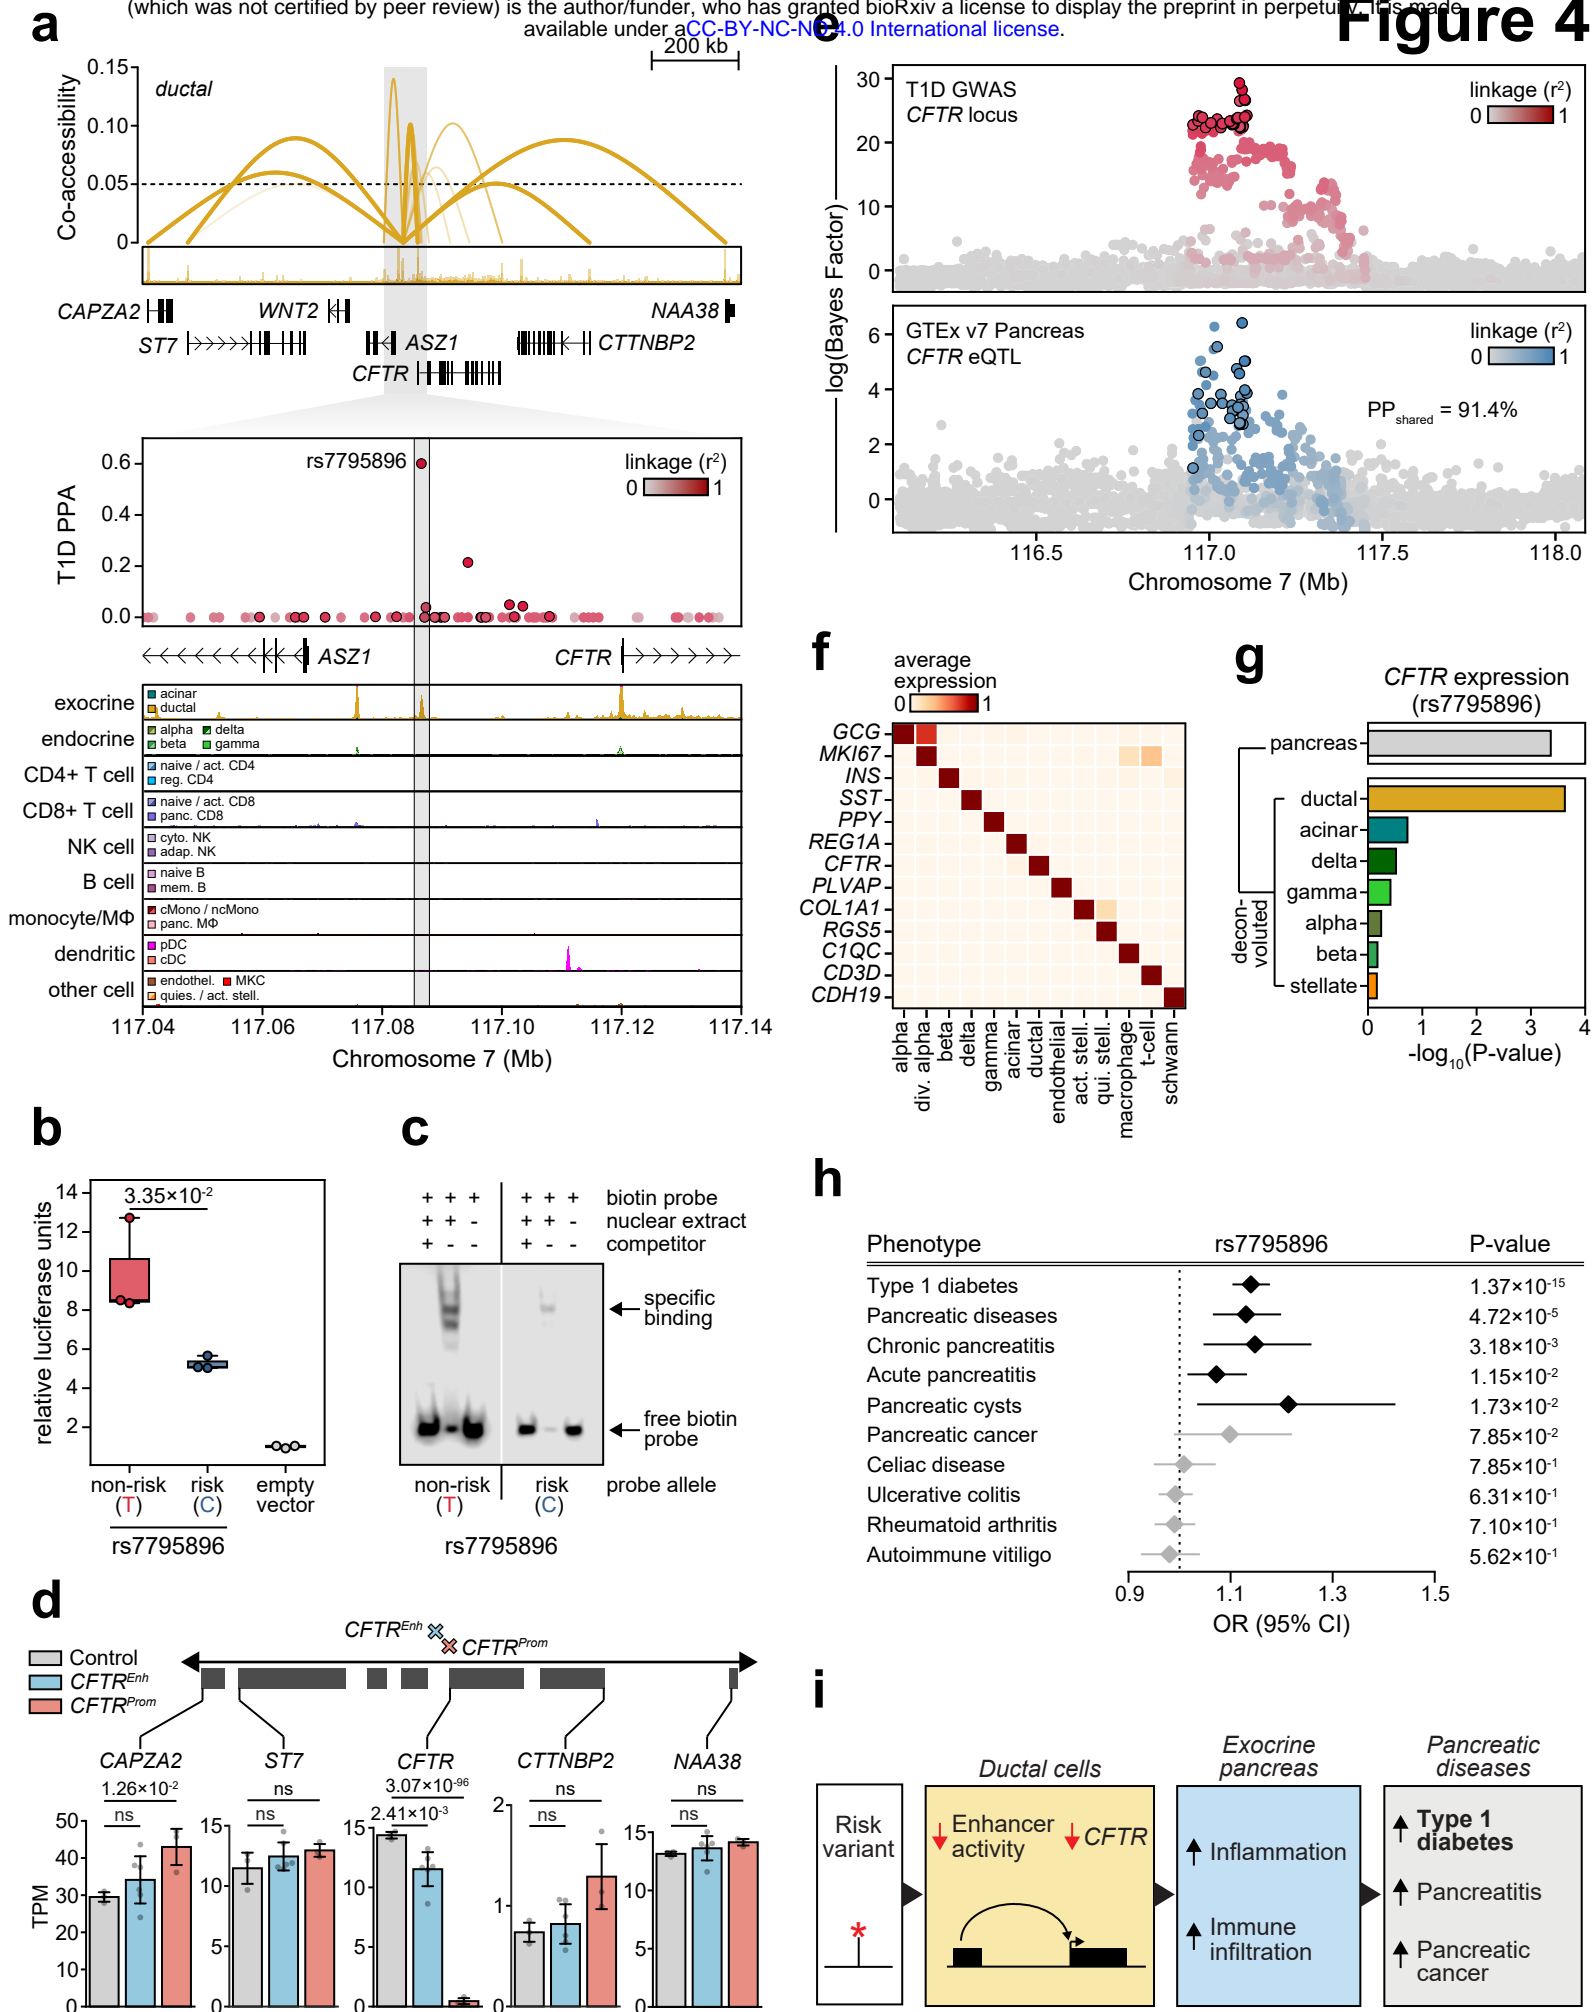 (which was not certified by peer review) is the author/funder, who has granted bioRxiv a license to display the preprint in perpetuity. It is made
available under aCC-BY-NC-ND 4.0 International license.
Figure 4
a
200 kb
ductal
Co-accessibility
0.15
0.10
0.05
0
CAPZA2
WNT2
NAA38
ST7
ASZ1
CTTNBP2
CFTR
T1D PPA
0.6
0.4
0.2
0.0
rs7795896
linkage (r²)
0 1
ASZ1
CFTR
exocrine
acinar
ductal
endocrine
alpha delta
beta gamma
CD4+ T cell
naive / act. CD4
reg. CD4
CD8+ T cell
naive / act. CD8
panc. CD8
NK cell
cyto. NK
adap. NK
B cell
naive B
mem. B
monocyte/MΦ
cMono / ncMono
panc. MΦ
dendritic
pDC
cDC
other cell
endothel. MKC
quies. / act. stell.
117.04 117.06 117.08 117.10 117.12 117.14
Chromosome 7 (Mb)
b
relative luciferase units
14
12
10
8
6
4
2
3.35×10⁻²
non-risk (T)
risk (C)
empty vector
rs7795896
c
+ + + + + + biotin probe
+ + - + + - nuclear extract
+ - - + - - competitor
specific binding
free biotin probe
non-risk (T)
risk (C)
probe allele
rs7795896
d
Control
CFTR^Enh
CFTR^Prom
CFTR^Enh
CFTR^Prom
CAPZA2 ST7 CFTR CTTNBP2 NAA38
TPM
1.26×10⁻²
ns
50
40
30
20
10
0
ns
ns
15
10
5
0
3.07×10⁻⁹⁶
2.41×10⁻³
15
10
5
0
ns
ns
2
1
0
ns
ns
15
10
5
0
e
log(Bayes Factor)
T1D GWAS
CFTR locus
linkage (r²)
0 1
30
20
10
0
GTEx v7 Pancreas
CFTR eQTL
linkage (r²)
0 1
PP_shared = 91.4%
6
4
2
0
116.5 117.0 117.5 118.0
Chromosome 7 (Mb)
f
average expression
0 1
GCG
MKI67
INS
SST
PPY
REG1A
CFTR
PLVAP
COL1A1
RGS5
C1QC
CD3D
CDH19
alpha
div. alpha
beta
delta
gamma
acinar
ductal
endothelial
act. stell.
qui. stell.
macrophage
t-cell
schwann
g
CFTR expression
(rs7795896)
pancreas
decon-
voluted
ductal
acinar
delta
gamma
alpha
beta
stellate
0 1 2 3 4
-log₁₀(P-value)
h
Phenotype rs7795896 P-value
Type 1 diabetes 1.37×10⁻¹⁵
Pancreatic diseases 4.72×10⁻⁵
Chronic pancreatitis 3.18×10⁻³
Acute pancreatitis 1.15×10⁻²
Pancreatic cysts 1.73×10⁻²
Pancreatic cancer 7.85×10⁻²
Celiac disease 7.85×10⁻¹
Ulcerative colitis 6.31×10⁻¹
Rheumatoid arthritis 7.10×10⁻¹
Autoimmune vitiligo 5.62×10⁻¹
0.9 1.1 1.3 1.5
OR (95% CI)
i
Risk variant
*
Ductal cells
Enhancer activity
CFTR
Exocrine pancreas
Inflammation
Immune infiltration
Pancreatic diseases
Type 1 diabetes
Pancreatitis
Pancreatic cancer